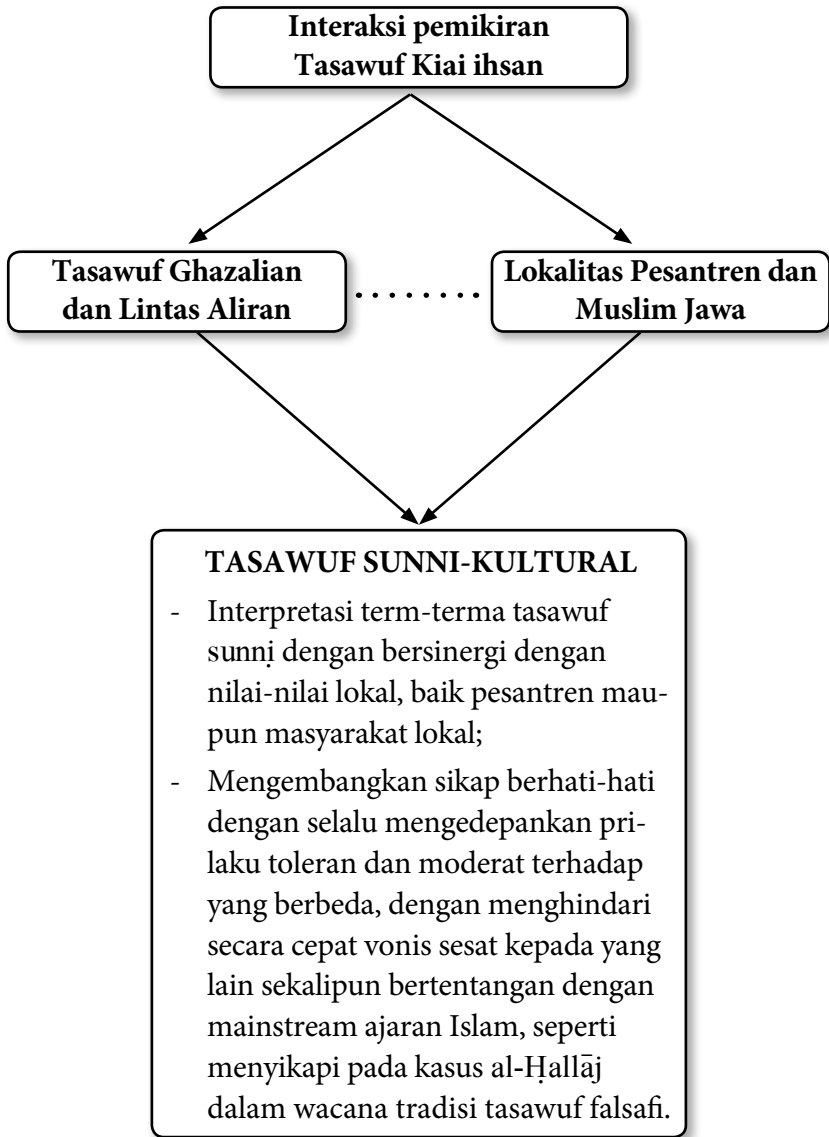 Interaksi pemikiran
Tasawuf Kiai ihsan
Tasawuf Ghazalian
dan Lintas Aliran
Lokalitas Pesantren dan
Muslim Jawa
TASAWUF SUNNI-KULTURAL
- Interpretasi term-terma tasawuf
sunnị dengan bersinergi dengan
nilai-nilai lokal, baik pesantren mau-
pun masyarakat lokal;
- Mengembangkan sikap berhati-hati
dengan selalu mengedepankan pri-
laku toleran dan moderat terhadap
yang berbeda, dengan menghindari
secara cepat vonis sesat kepada yang
lain sekalipun bertentangan dengan
mainstream ajaran Islam, seperti
menyikapi pada kasus al-Ḥallāj
dalam wacana tradisi tasawuf falsafi.